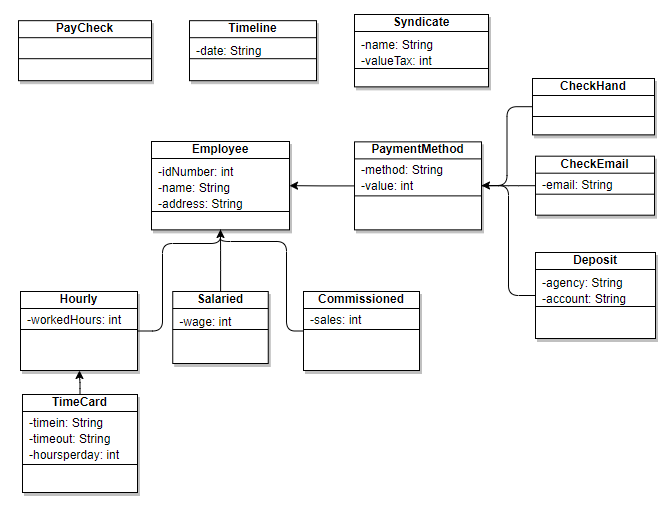 PayCheck
Timeline
-date: String
Syndicate
-name: String
-valueTax: int
CheckHand
Employee
-idNumber: int
-name: String
-address: String
PaymentMethod
-method: String
-value: int
CheckEmail
-email: String
Deposit
-agency: String
-account: String
Hourly
-workedHours: int
Salaried
-wage: int
Commissioned
-sales: int
TimeCard
-timein: String
-timeout: String
-hoursperday: int